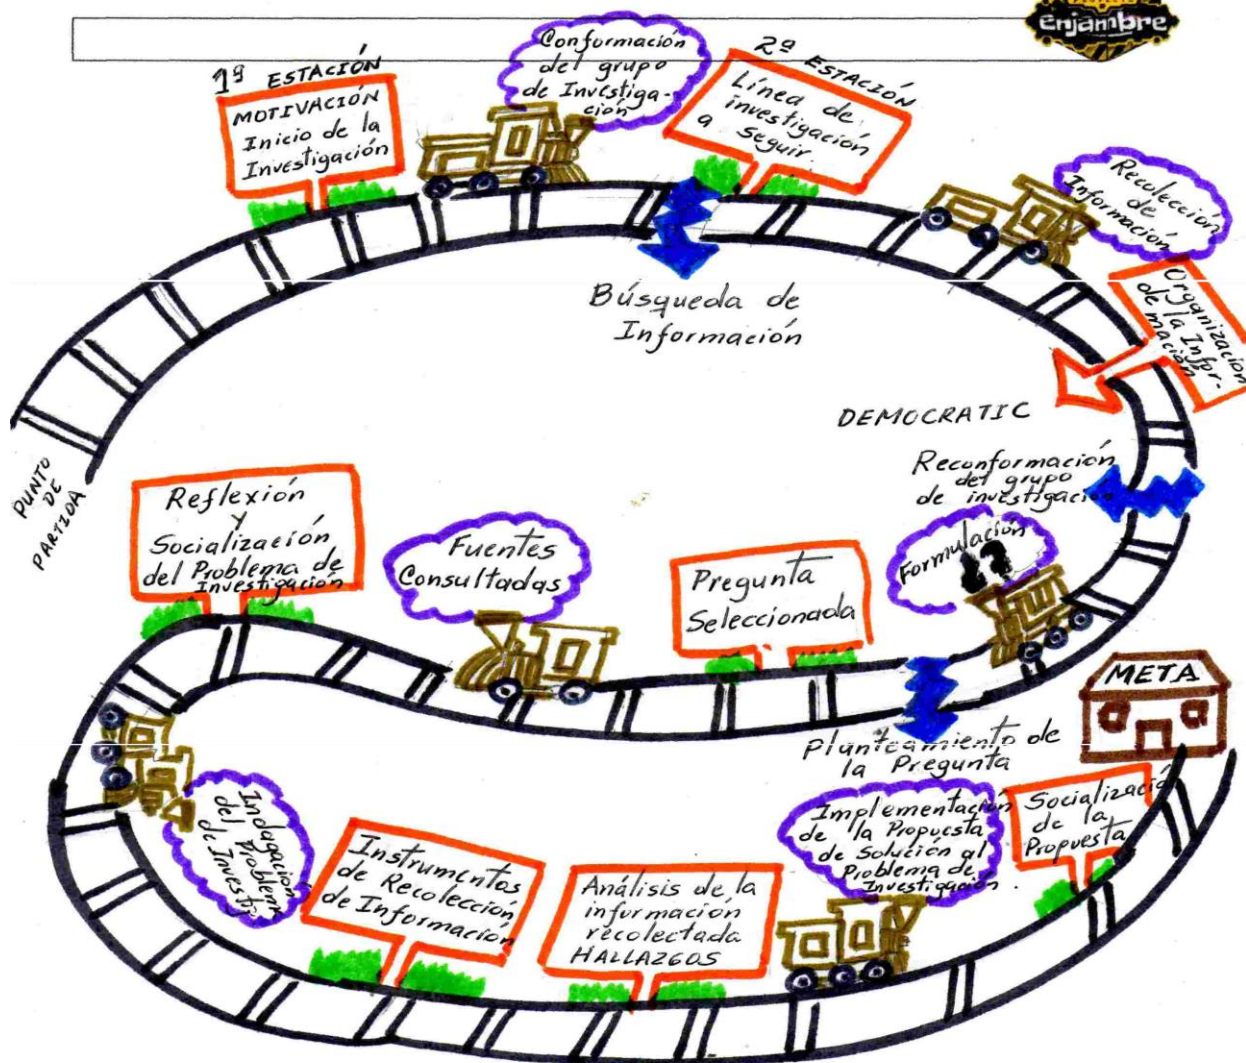 PROYECTO
Enjambre
1ª ESTACIÓN
MOTIVACIÓN
Inicio de la
Investigación
Conformación
del grupo
de Investiga-
ción
2ª ESTACIÓN
Línea de
investigación
a seguir.
Recolección
de
Información
Búsqueda de
Información
Organización
de la Infor-
mación
DEMOCRATIC
Reconformación
del grupo
de investigación
PUNTO
DE
PARTIDA
Formulación
¿?
Pregunta
Seleccionada
Planteamiento de
la Pregunta
Fuentes
Consultadas
Reflexión
y
Socialización
del Problema de
Investigación
Indagación
del Problema
de Investig
Instrumentos
de Recolección
de Información
Análisis de la
información
recolectada
HALLAZGOS
Implementación
de la Propuesta
de Solución al
Problema de
Investigación.
Socialización
de la
Propuesta
META